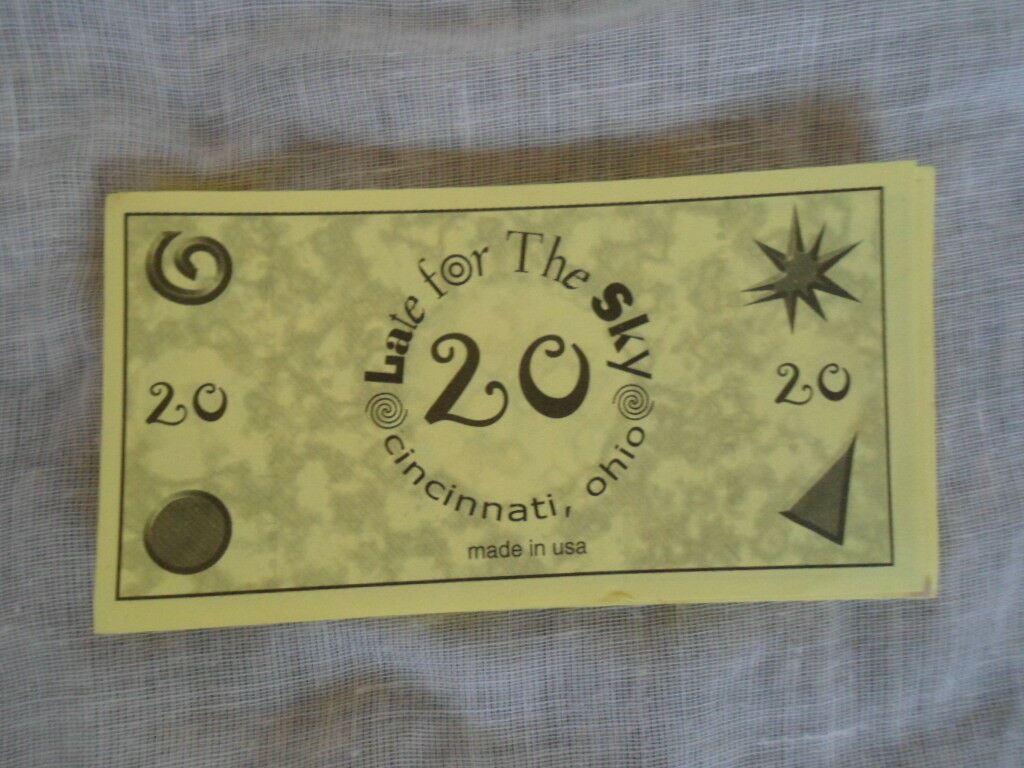 Late for The Sky
20
20
20
cincinnati, ohio
made in usa